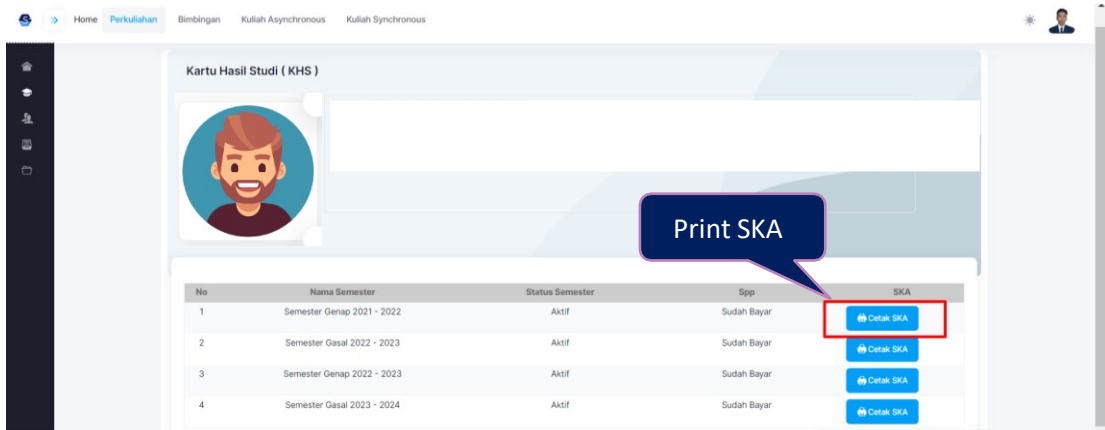 Home Perkuliahan Bimbingan Kuliah Asynchronous Kuliah Synchronous
Kartu Hasil Studi ( KHS )
Print SKA
No Nama Semester Status Semester Spp SKA
1 Semester Genap 2021 - 2022 Aktif Sudah Bayar Cetak SKA
2 Semester Gasal 2022 - 2023 Aktif Sudah Bayar Cetak SKA
3 Semester Genap 2022 - 2023 Aktif Sudah Bayar Cetak SKA
4 Semester Gasal 2023 - 2024 Aktif Sudah Bayar Cetak SKA